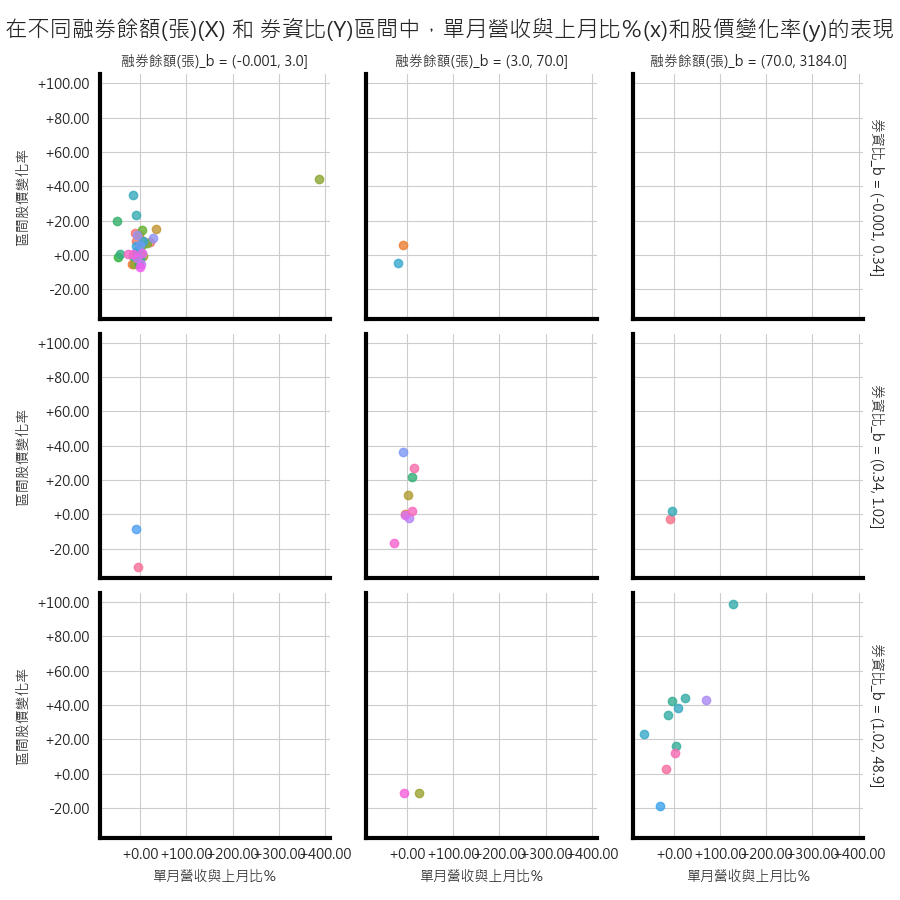 在不同融券餘額(張)(X) 和 券資比(Y)區間中，單月營收與上月比％(x)和股價變化率(y)的表現
融券餘額(張)_b = (-0.001, 3.0]
融券餘額(張)_b = (3.0, 70.0]
融券餘額(張)_b = (70.0, 3184.0]
+100.00
+80.00
+60.00
+40.00
+20.00
+0.00
-20.00
區間股價變化率
券資比_b = (-0.001, 0.34]
+100.00
+80.00
+60.00
+40.00
+20.00
+0.00
-20.00
區間股價變化率
券資比_b = (0.34, 1.02]
+100.00
+80.00
+60.00
+40.00
+20.00
+0.00
-20.00
區間股價變化率
券資比_b = (1.02, 48.9]
+0.00 +100.00 +200.00 +300.00 +400.00
+0.00 +100.00 +200.00 +300.00 +400.00
+0.00 +100.00 +200.00 +300.00 +400.00
單月營收與上月比％
單月營收與上月比％
單月營收與上月比％